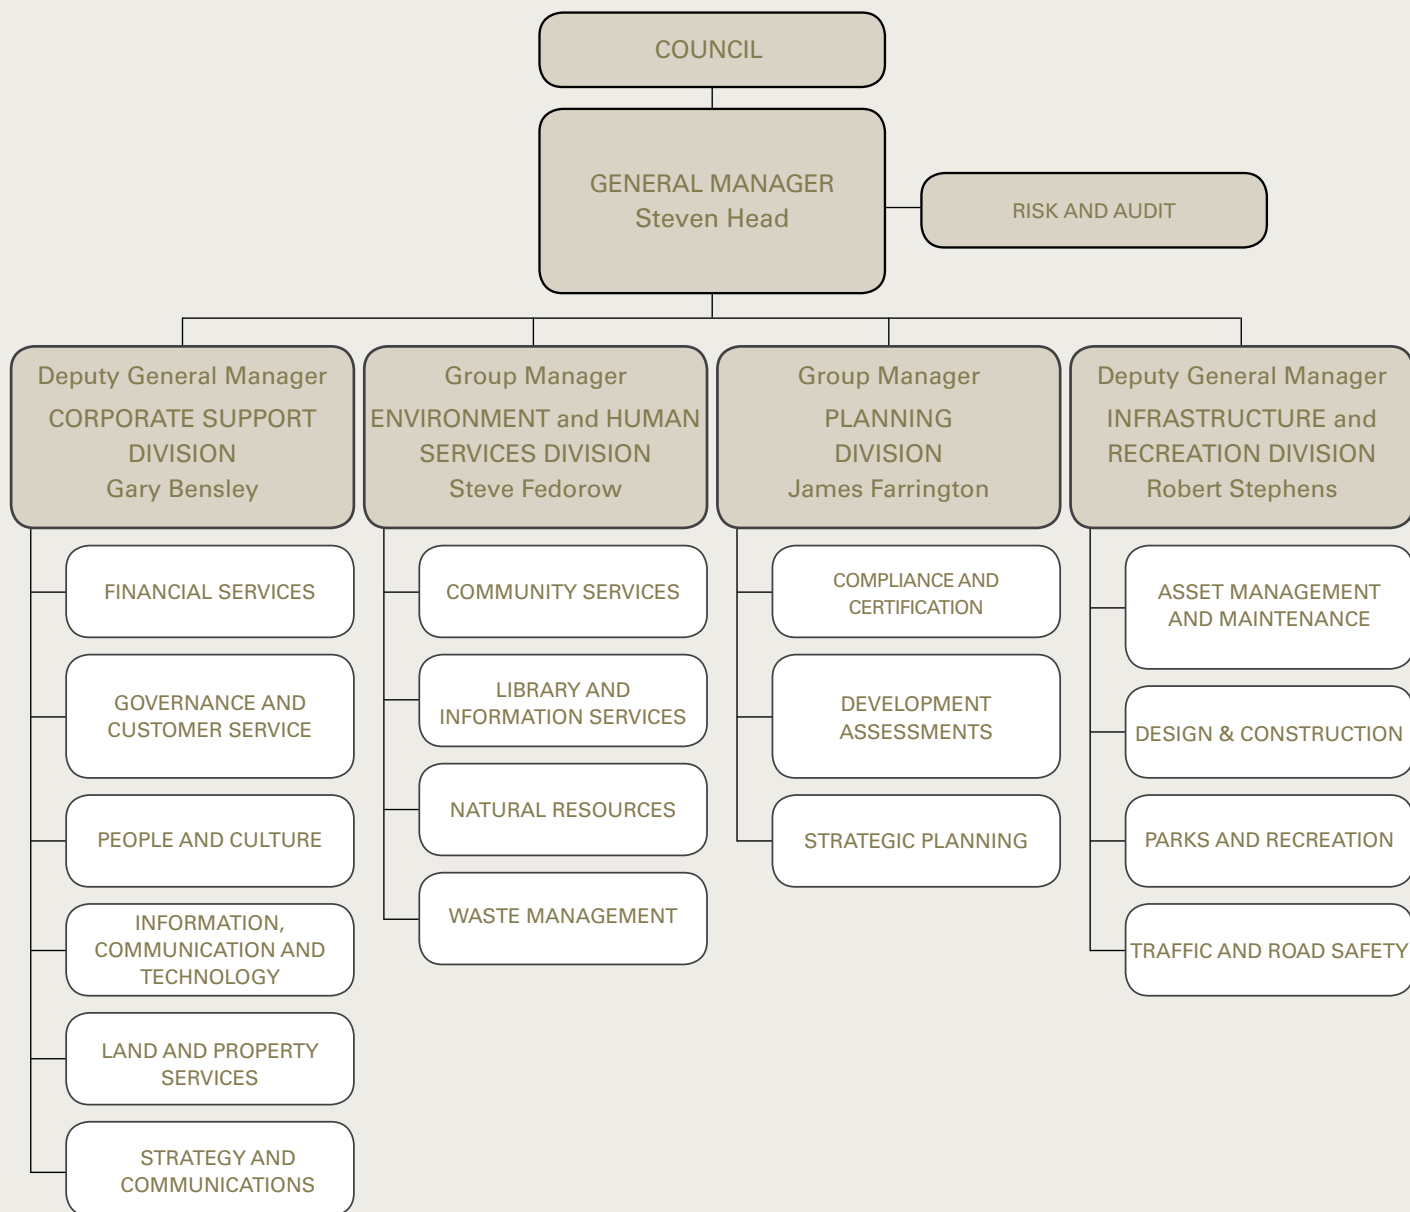 COUNCIL
GENERAL MANAGER
Steven Head
RISK AND AUDIT
Deputy General Manager
CORPORATE SUPPORT
DIVISION
Gary Bensley
Group Manager
ENVIRONMENT and HUMAN
SERVICES DIVISION
Steve Fedorow
Group Manager
PLANNING
DIVISION
James Farrington
Deputy General Manager
INFRASTRUCTURE and
RECREATION DIVISION
Robert Stephens
FINANCIAL SERVICES
GOVERNANCE AND
CUSTOMER SERVICE
PEOPLE AND CULTURE
INFORMATION,
COMMUNICATION AND
TECHNOLOGY
LAND AND PROPERTY
SERVICES
STRATEGY AND
COMMUNICATIONS
COMMUNITY SERVICES
LIBRARY AND
INFORMATION SERVICES
NATURAL RESOURCES
WASTE MANAGEMENT
COMPLIANCE AND
CERTIFICATION
DEVELOPMENT
ASSESSMENTS
STRATEGIC PLANNING
ASSET MANAGEMENT
AND MAINTENANCE
DESIGN & CONSTRUCTION
PARKS AND RECREATION
TRAFFIC AND ROAD SAFETY